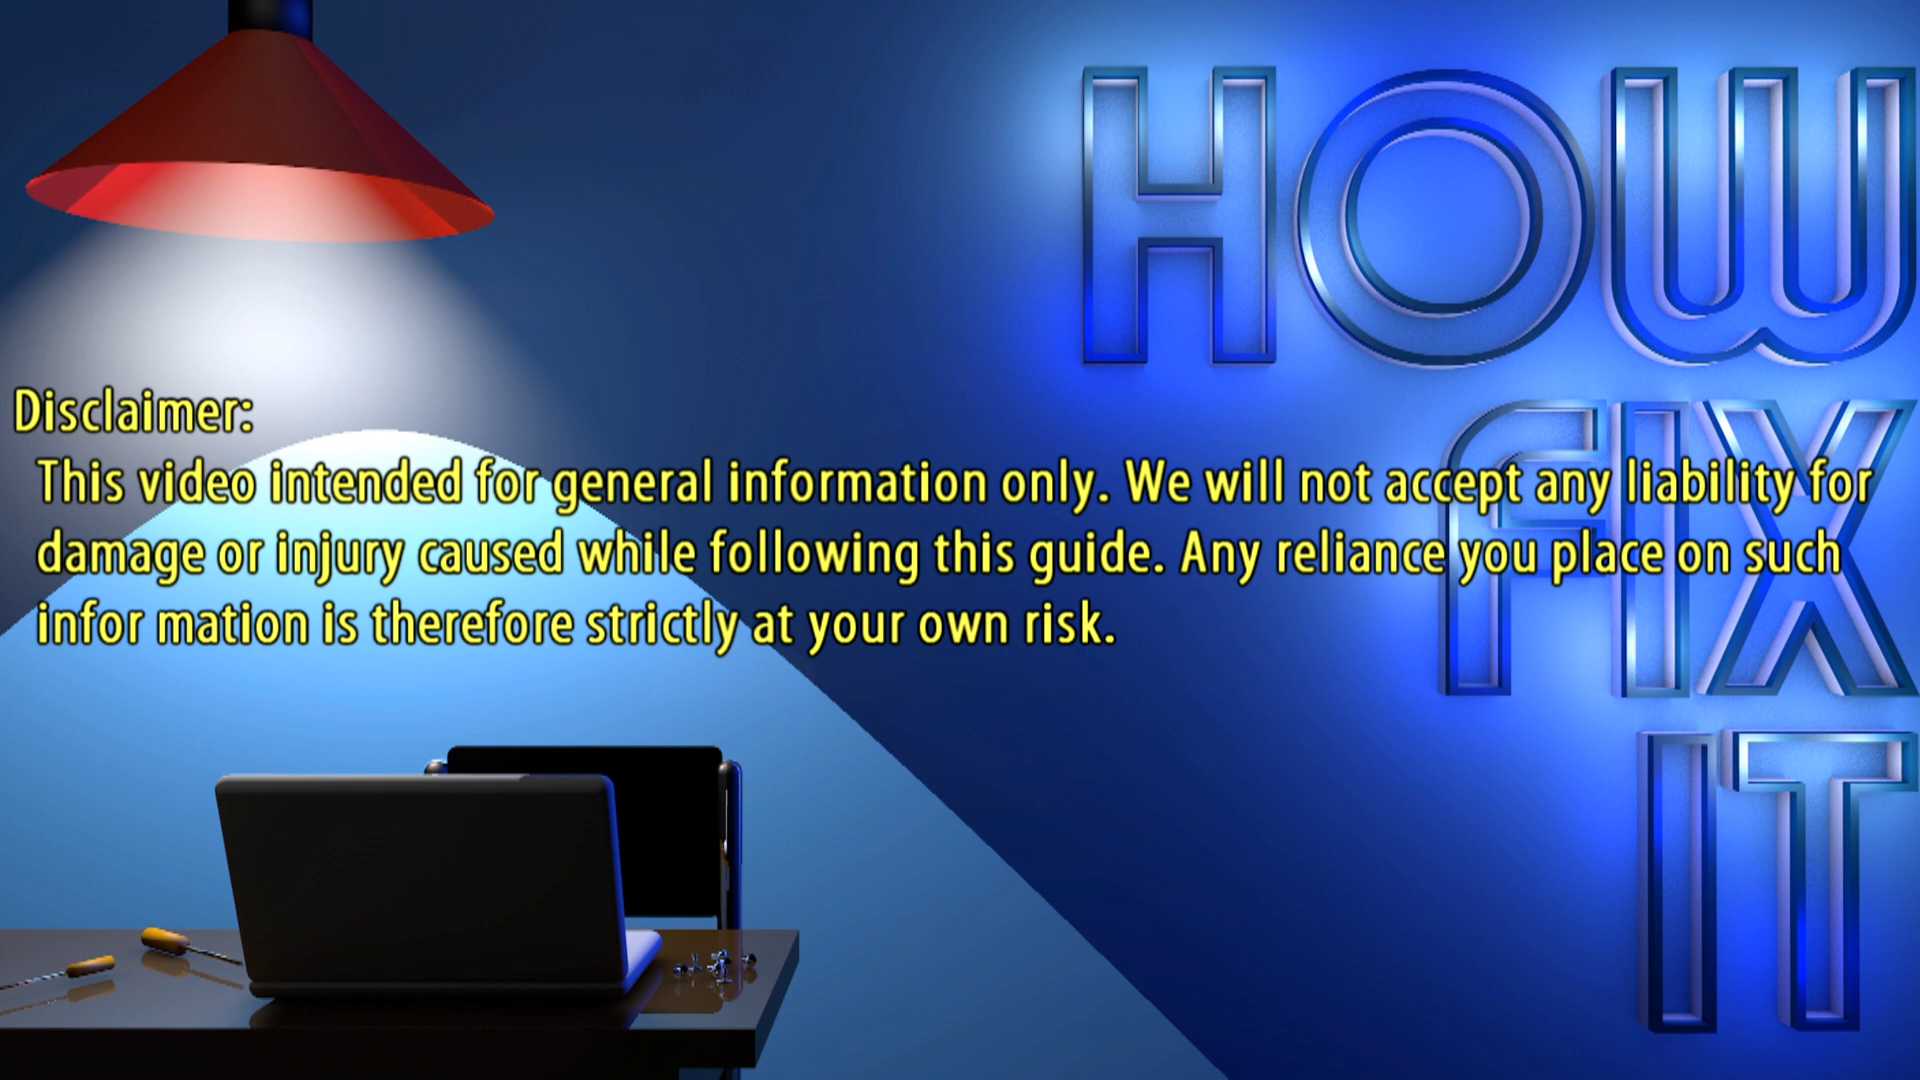 HOW
FIX
IT
Disclaimer:
This video intended for general information only. We will not accept any liability for
damage or injury caused while following this guide. Any reliance you place on such
infor mation is therefore strictly at your own risk.